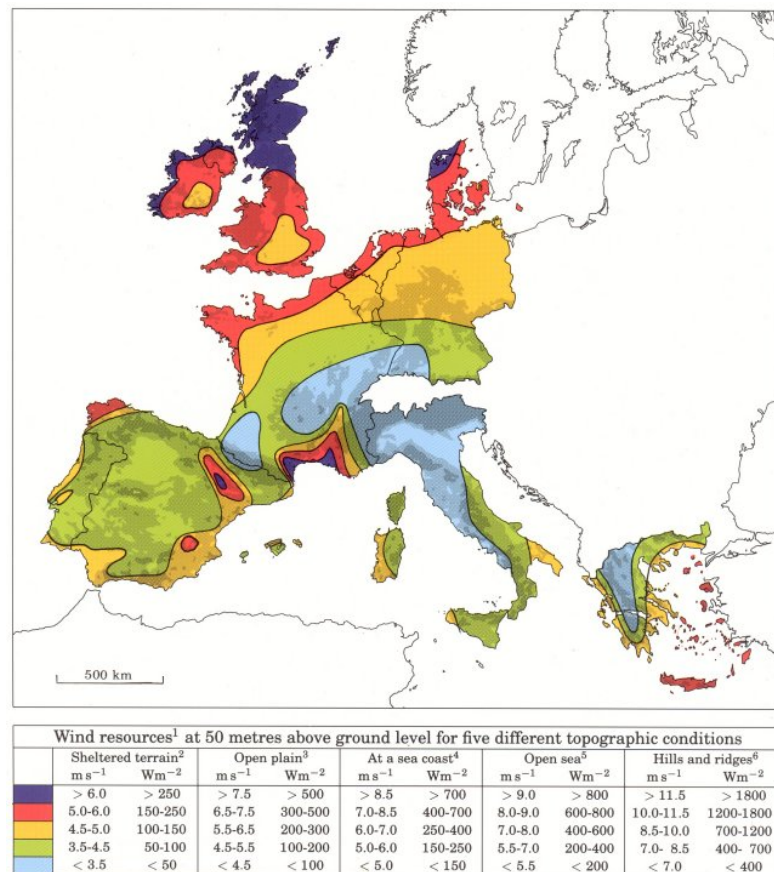 500 km
Wind resources¹ at 50 metres above ground level for five different topographic conditions
Sheltered terrain² Open plain³ At a sea coast⁴ Open sea⁵ Hills and ridges⁶
m s⁻¹ Wm⁻² m s⁻¹ Wm⁻² m s⁻¹ Wm⁻² m s⁻¹ Wm⁻² m s⁻¹ Wm⁻²
> 6.0 > 250 > 7.5 > 500 > 8.5 > 700 > 9.0 > 800 > 11.5 > 1800
5.0-6.0 150-250 6.5-7.5 300-500 7.0-8.5 400-700 8.0-9.0 600-800 10.0-11.5 1200-1800
4.5-5.0 100-150 5.5-6.5 200-300 6.0-7.0 250-400 7.0-8.0 400-600 8.5-10.0 700-1200
3.5-4.5 50-100 4.5-5.5 100-200 5.0-6.0 150-250 5.5-7.0 200-400 7.0- 8.5 400- 700
< 3.5 < 50 < 4.5 < 100 < 5.0 < 150 < 5.5 < 200 < 7.0 < 400